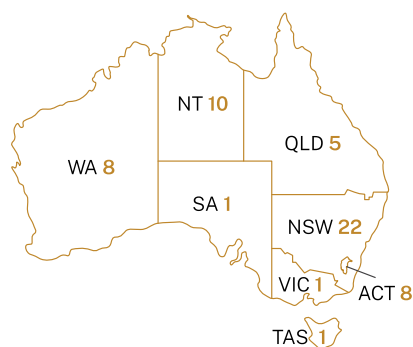 NT 10
QLD 5
WA 8
SA 1
NSW 22
VIC 1
ACT 8
TAS 1